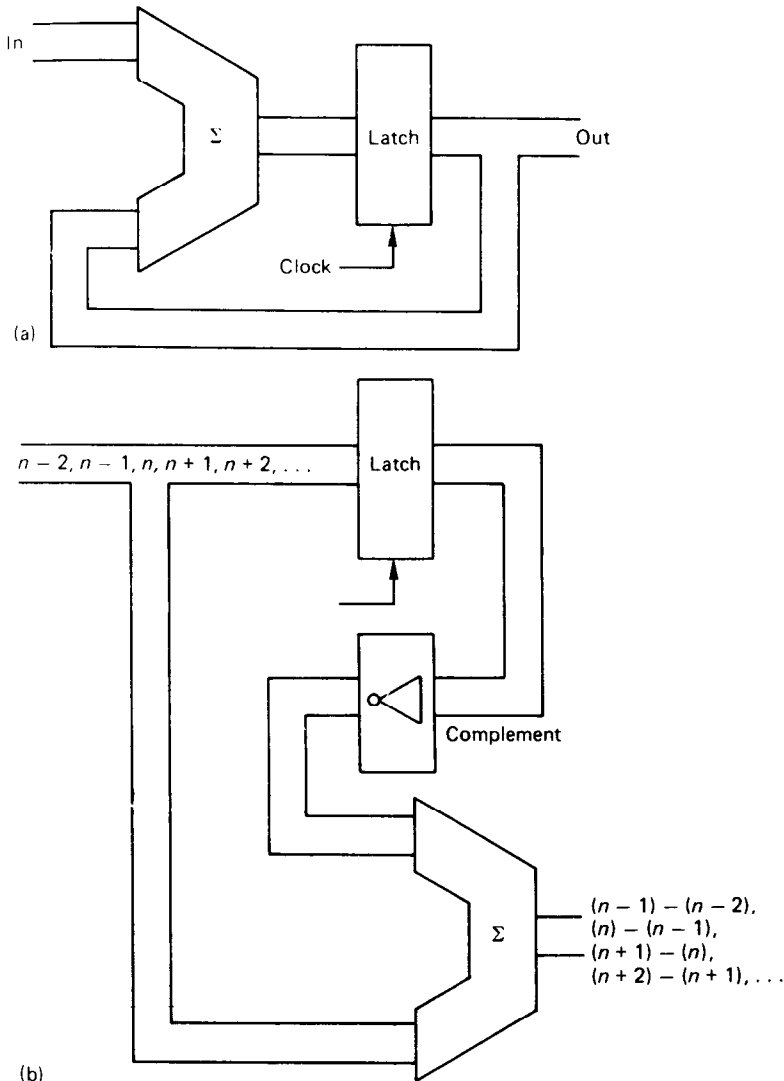 In
Σ
Latch
Out
Clock
(a)
n − 2, n − 1, n, n + 1, n + 2, . . .
Latch
Complement
Σ
(n − 1) − (n − 2),
(n) − (n − 1),
(n + 1) − (n),
(n + 2) − (n + 1), . . .
(b)